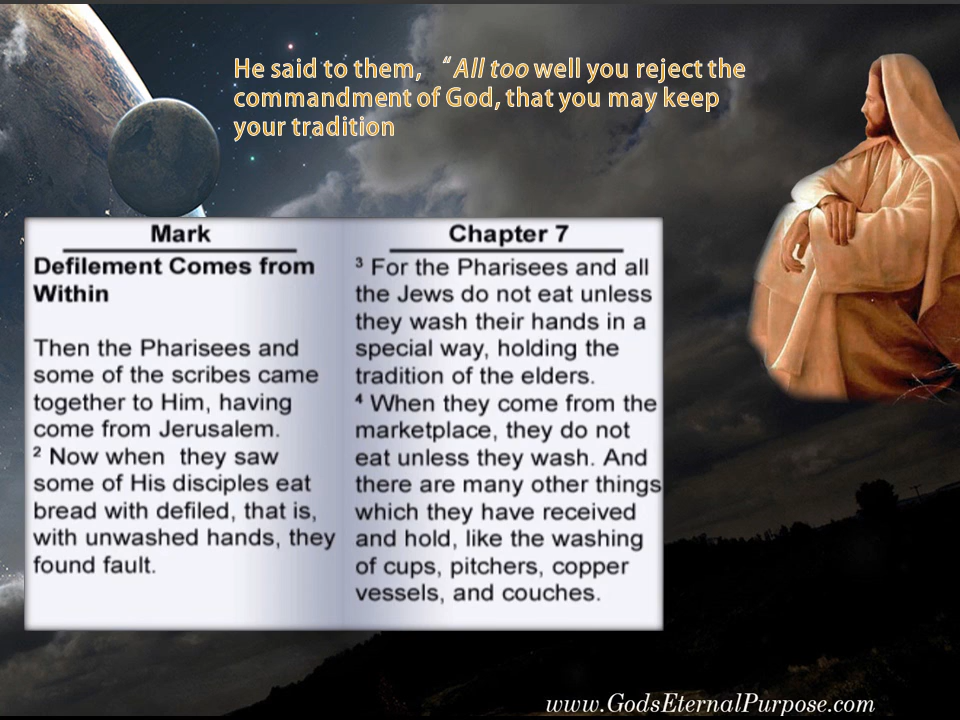 He said to them, “All too well you reject the
commandment of God, that you may keep
your tradition
Mark
Defilement Comes from
Within
Then the Pharisees and
some of the scribes came
together to Him, having
come from Jerusalem.
² Now when they saw
some of His disciples eat
bread with defiled, that is,
with unwashed hands, they
found fault.
Chapter 7
³ For the Pharisees and all
the Jews do not eat unless
they wash their hands in a
special way, holding the
tradition of the elders.
⁴ When they come from the
marketplace, they do not
eat unless they wash. And
there are many other things
which they have received
and hold, like the washing
of cups, pitchers, copper
vessels, and couches.
www.GodsEternalPurpose.com